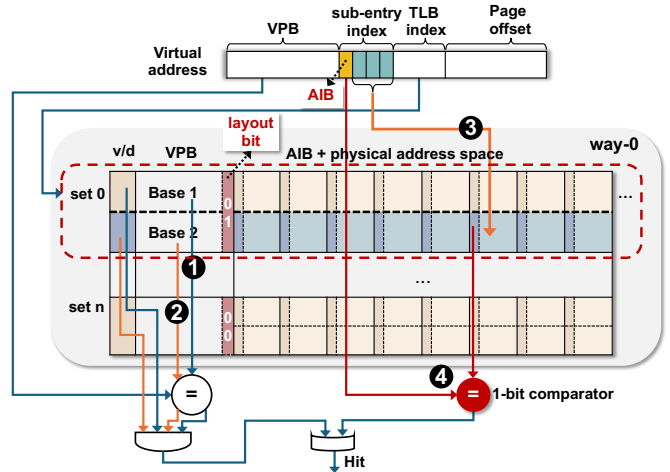 VPB
sub-entry index
TLB index
Page offset
Virtual address
AIB
layout bit
3
way-0
v/d
VPB
AIB + physical address space
set 0
Base 1
0
...
1
Base 2
1
...
2
set n
0
0
4
=
=
1-bit comparator
Hit